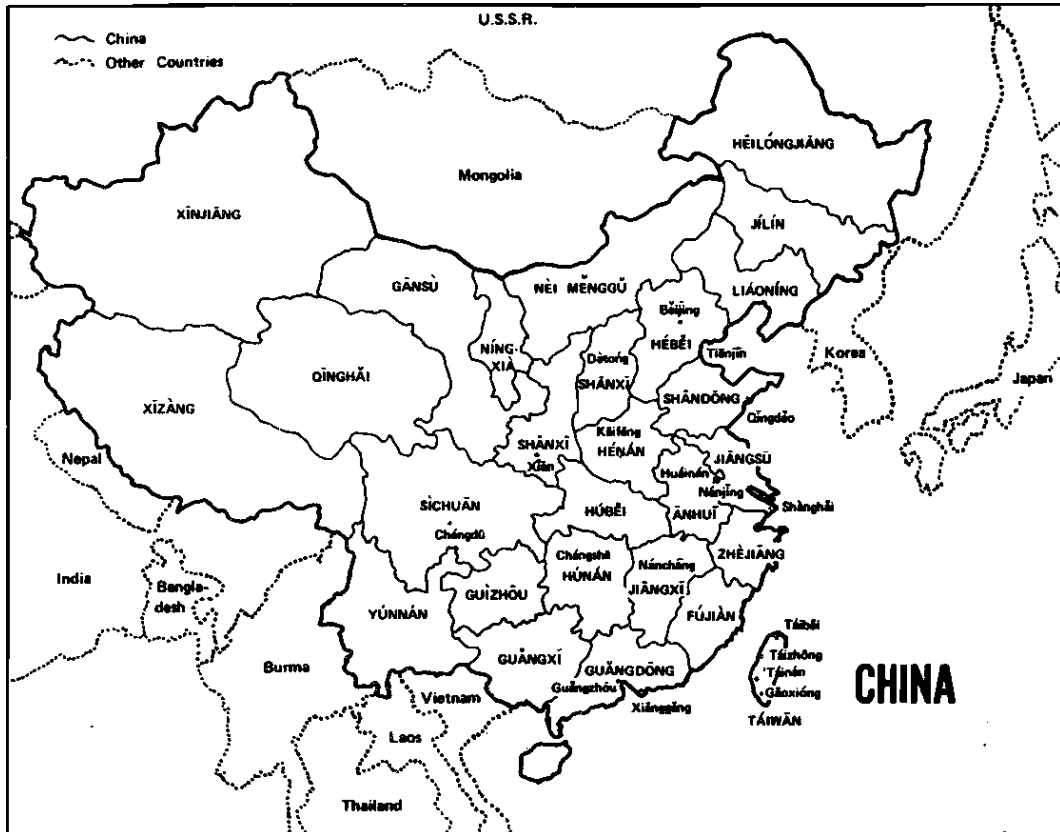 U.S.S.R.
China
Other Countries
HĒILÓNGJIĀNG
Mongolia
XĪNJIĀNG
JÍLÍN
GĀNSÙ
NÈI MĚNGGǓ
LIÁONÍNG
Běijīng
HÉBĚI
Tiānjīn
Korea
Japan
NÍNG-
XIÀ
Dàtóng
SHĀNXĪ
QĪNGHǍI
XĪZÀNG
SHĀNDŌNG
Qīngdǎo
Kāifēng
HÉNÁN
SHǍNXĪ
Xīān
JIĀNGSŪ
Huáinán
Nánjīng
Shànghǎi
Nepal
SÌCHUĀN
Chéngdū
HÚBĚI
ĀNHUĪ
ZHÈJIĀNG
Chángshā
HÚNÁN
Nánchāng
JIĀNGXĪ
India
Bangla-
desh
YÚNNÁN
GUÌZHŌU
FÚJIÀN
Táiběi
Táizhōng
Táinán
Gāoxióng
TÁIWĀN
CHINA
Burma
GUǍNGXĪ
GUǍNGDŌNG
Guǎngzhōu
Xiānggǎng
Vietnam
Laos
Thailand